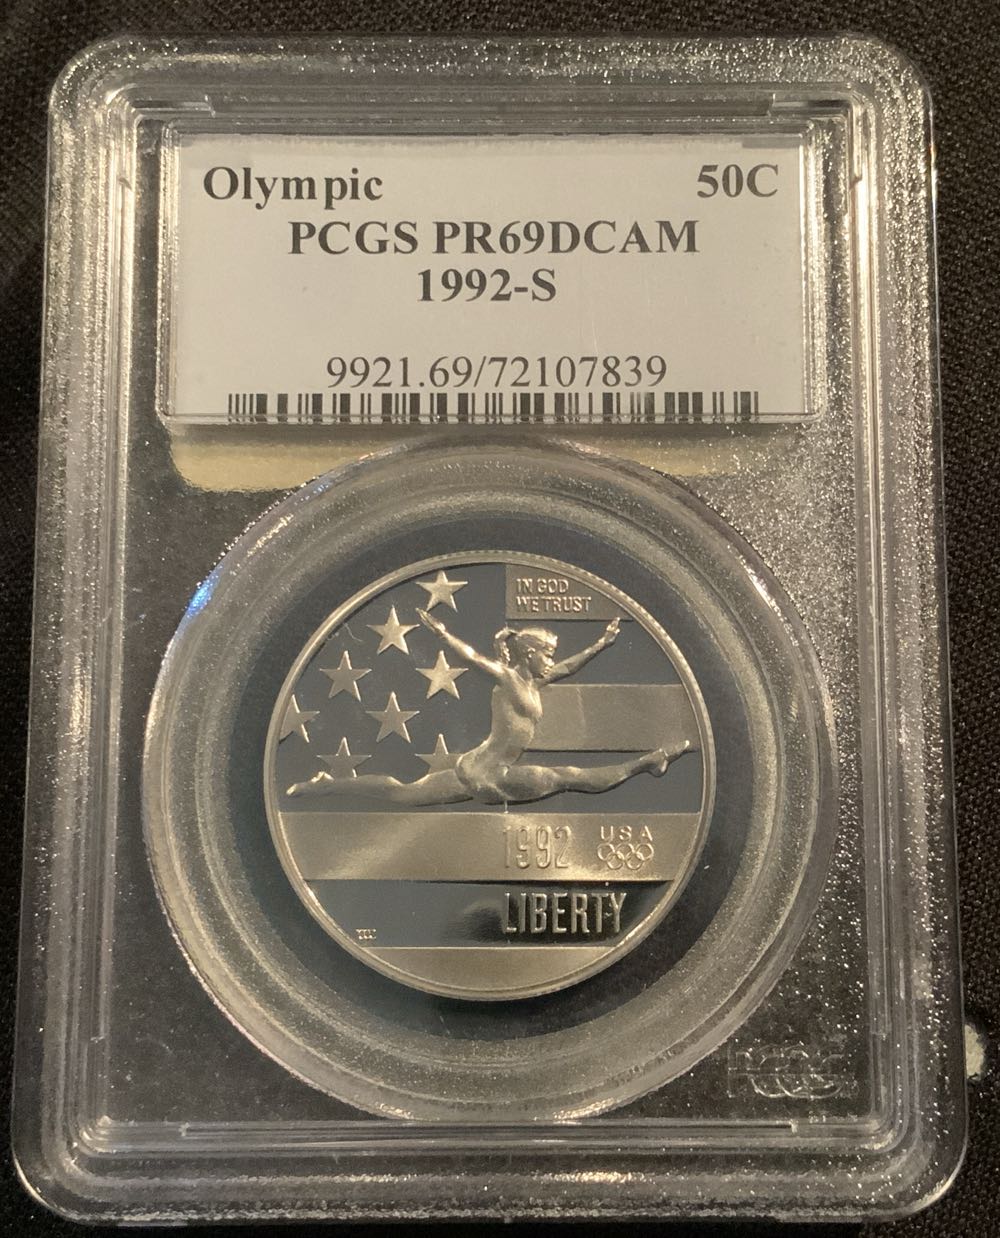 Olympic 50C
PCGS PR69DCAM
1992-S
9921.69/72107839
IN GOD
WE TRUST
1992 USA
LIBERTY
PCGS